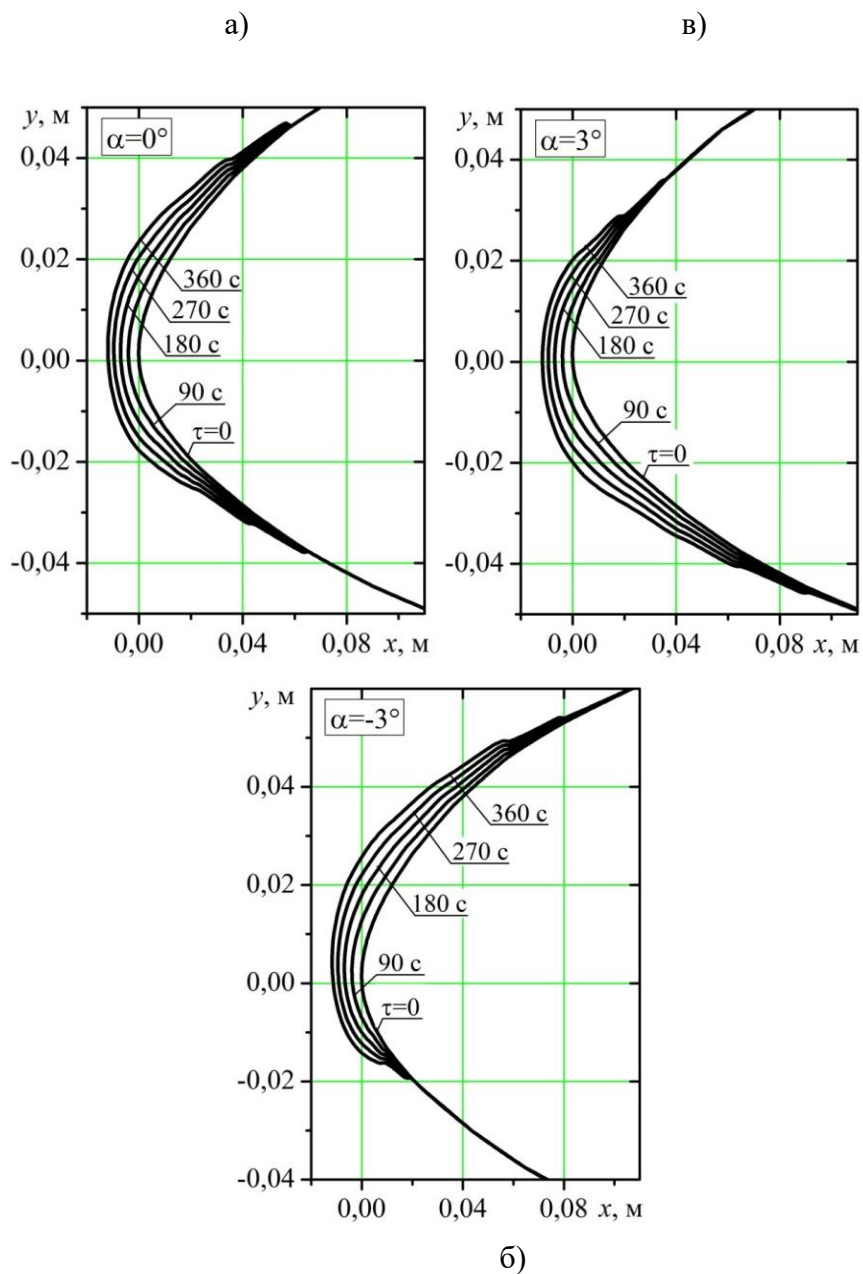 а)
в)
y, м
α=0°
0,04
0,02
0,00
-0,02
-0,04
360 с
270 с
180 с
90 с
τ=0
0,00
0,04
0,08
x, м
y, м
α=3°
0,04
0,02
0,00
-0,02
-0,04
360 с
270 с
180 с
90 с
τ=0
0,00
0,04
0,08
x, м
y, м
α=-3°
0,04
0,02
0,00
-0,02
-0,04
360 с
270 с
180 с
90 с
τ=0
0,00
0,04
0,08
x, м
б)